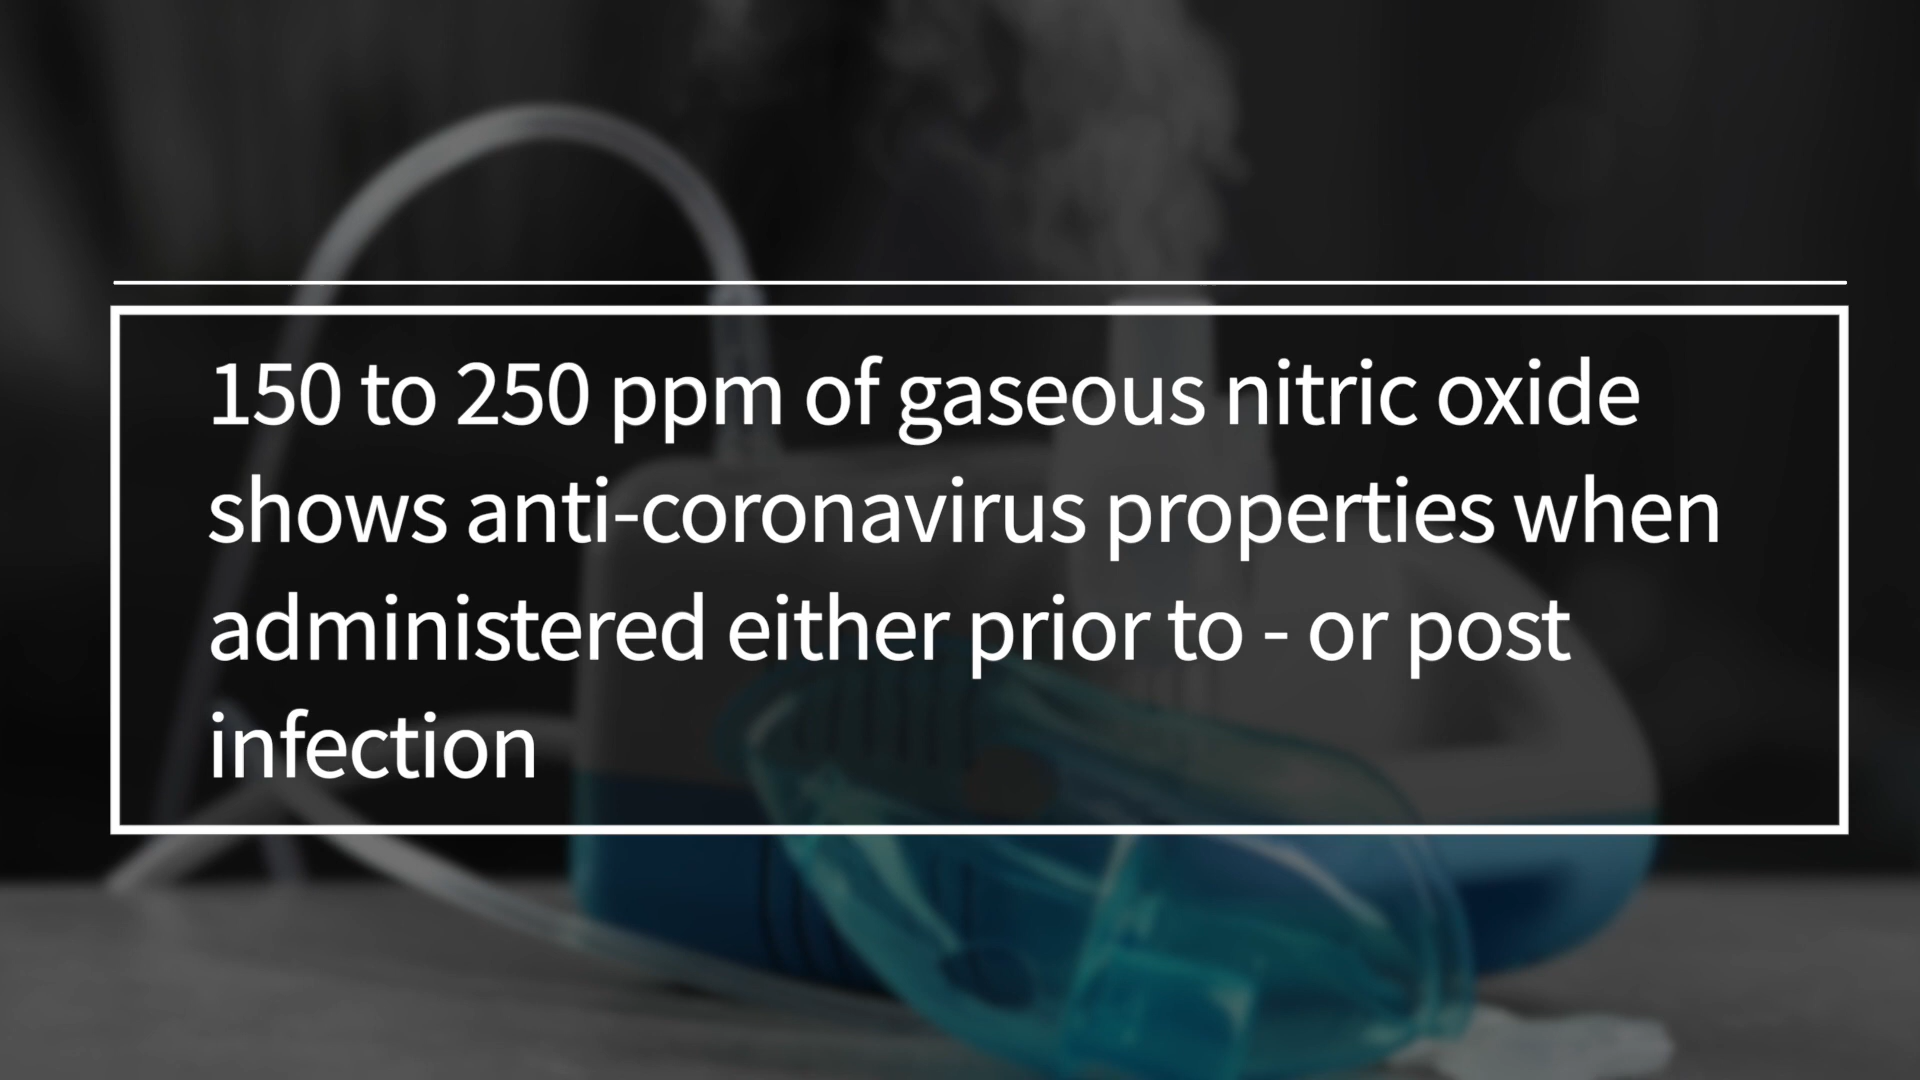 150 to 250 ppm of gaseous nitric oxide
shows anti-coronavirus properties when
administered either prior to - or post
infection